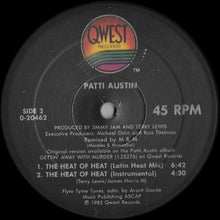 QWEST
RECORDS
PATTI AUSTIN
SIDE 2
0-20462
45 RPM
PRODUCED BY JIMMY JAM AND TERRY LEWIS
Executive Producers: Michael Ostin and Russ Titelman
Remixed by M & M
(Morales & Munzibai)
Original version available on the Patti Austin album
GETTIN' AWAY WITH MURDER (1-25276) on Qwest Records
1. THE HEAT OF HEAT (Latin Heat Mix) 6:42
2. THE HEAT OF HEAT (Instrumental) 4:30
(Terry Lewis/James Harris III)
Flyte Tyme Tunes, adm. by Avant Garde
Music Publishing ASCAP
℗ 1985 Qwest Records